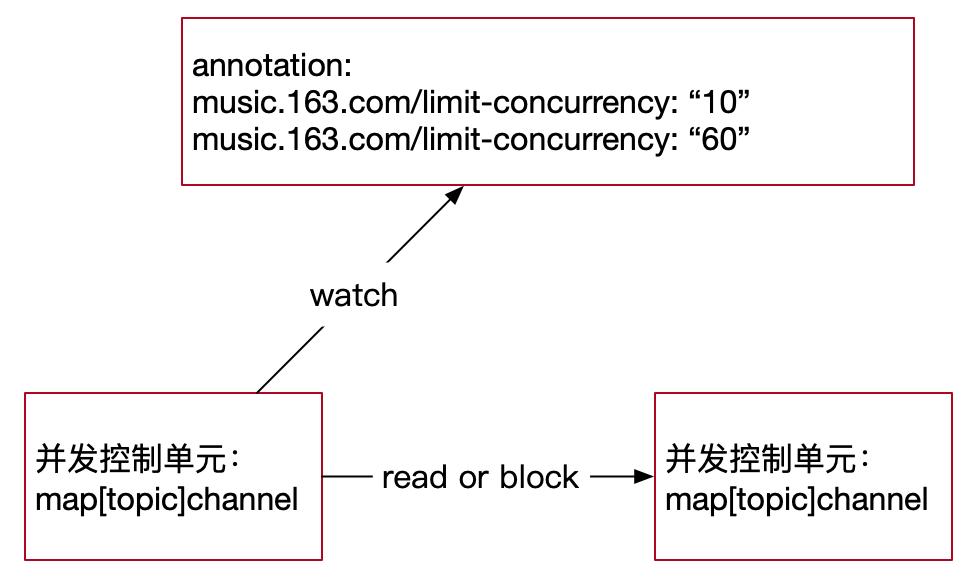 annotation:
music.163.com/limit-concurrency: “10”
music.163.com/limit-concurrency: “60”
watch
并发控制单元：
map[topic]channel
read or block
并发控制单元：
map[topic]channel